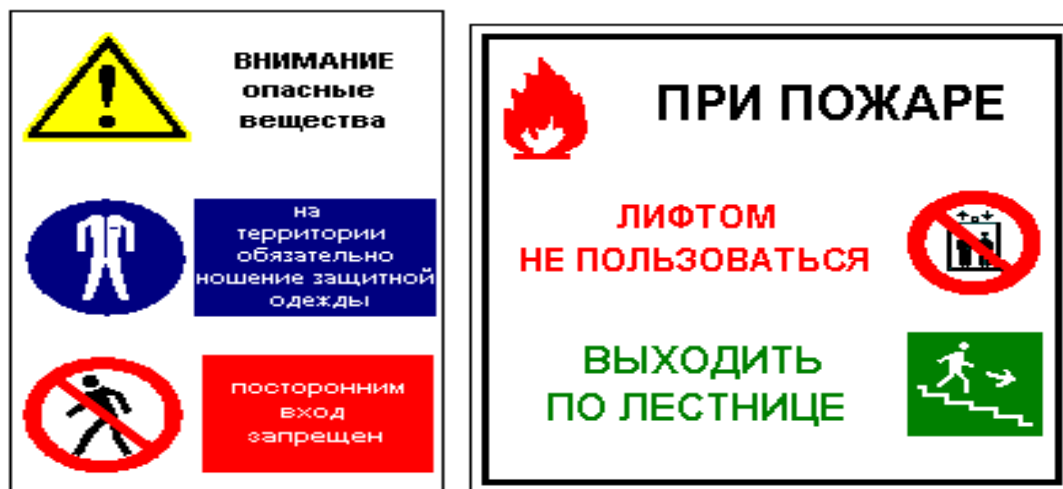 ВНИМАНИЕ
опасные
вещества
на
территории
обязательно
ношение защитной
одежды
посторонним
вход
запрещен
ПРИ ПОЖАРЕ
ЛИФТОМ
НЕ ПОЛЬЗОВАТЬСЯ
ВЫХОДИТЬ
ПО ЛЕСТНИЦЕ